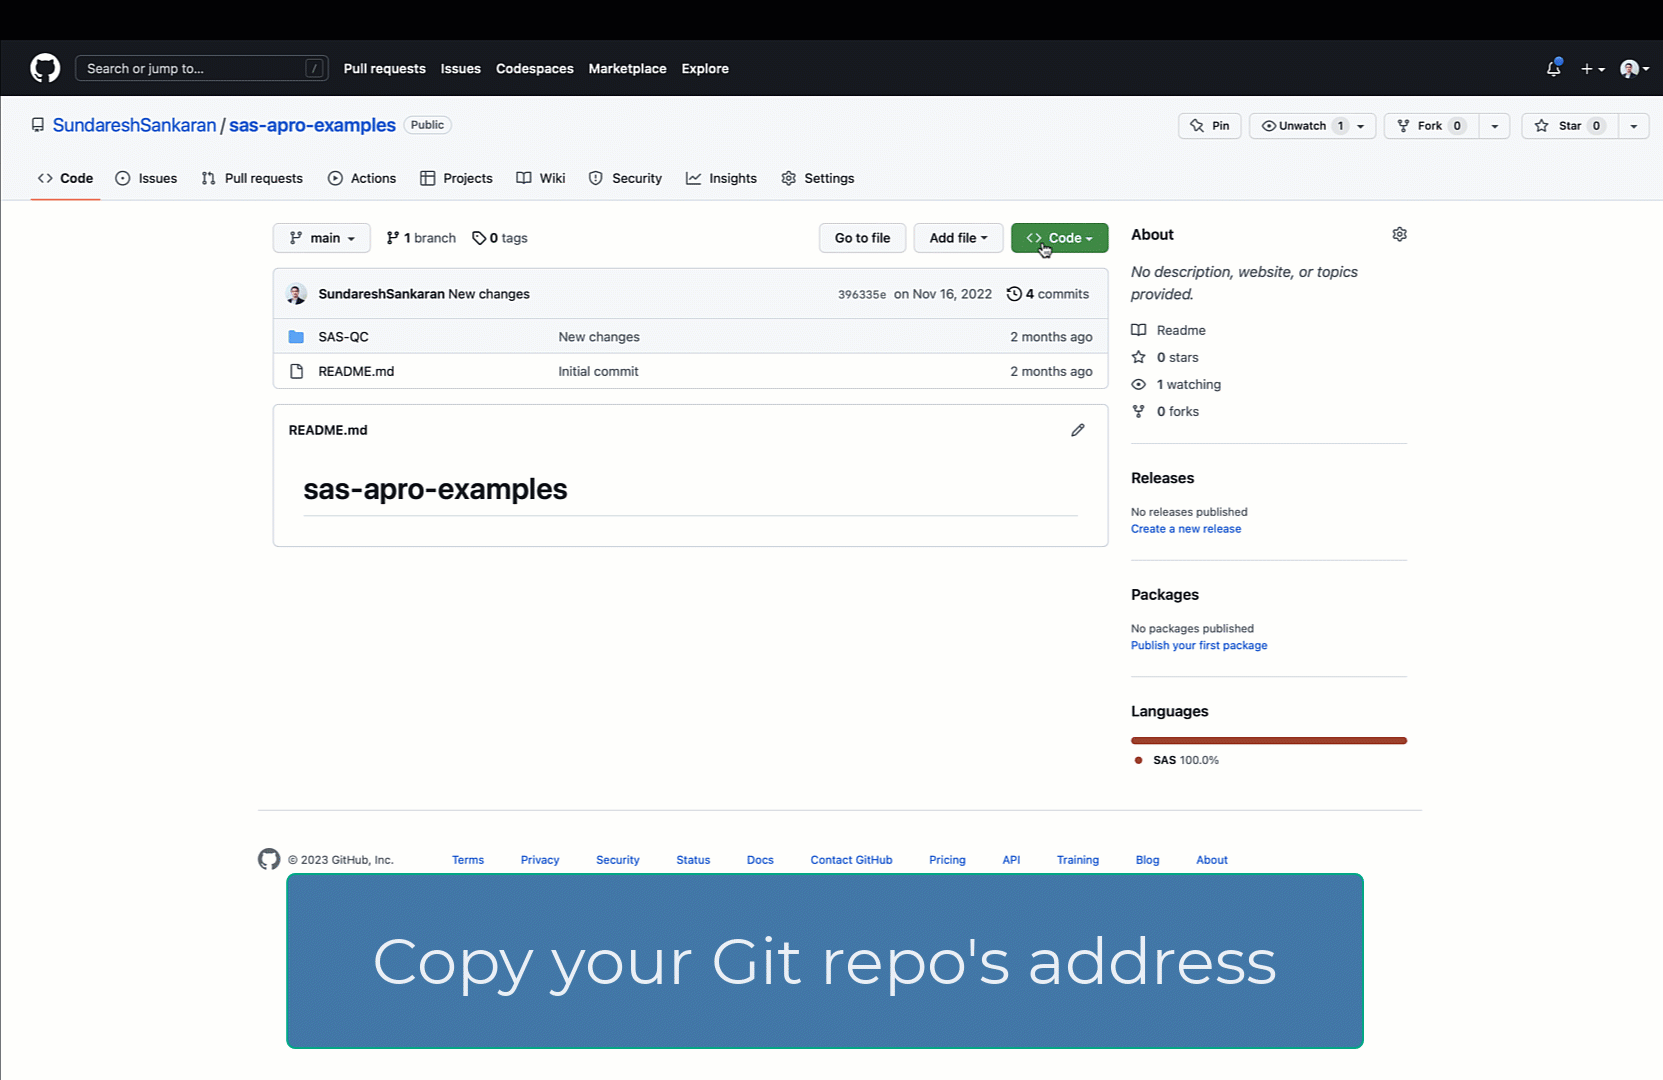 Search or jump to... /
Pull requests Issues Codespaces Marketplace Explore
SundareshSankaran / sas-apro-examples Public
Pin Unwatch 1 Fork 0 Star 0
Code Issues Pull requests Actions Projects Wiki Security Insights Settings
main 1 branch 0 tags Go to file Add file Code
SundareshSankaran New changes 396335e on Nov 16, 2022 4 commits
SAS-QC New changes 2 months ago
README.md Initial commit 2 months ago
README.md
sas-apro-examples
About
No description, website, or topics
provided.
Readme
0 stars
1 watching
0 forks
Releases
No releases published
Create a new release
Packages
No packages published
Publish your first package
Languages
SAS 100.0%
© 2023 GitHub, Inc. Terms Privacy Security Status Docs Contact GitHub Pricing API Training Blog About
Copy your Git repo's address